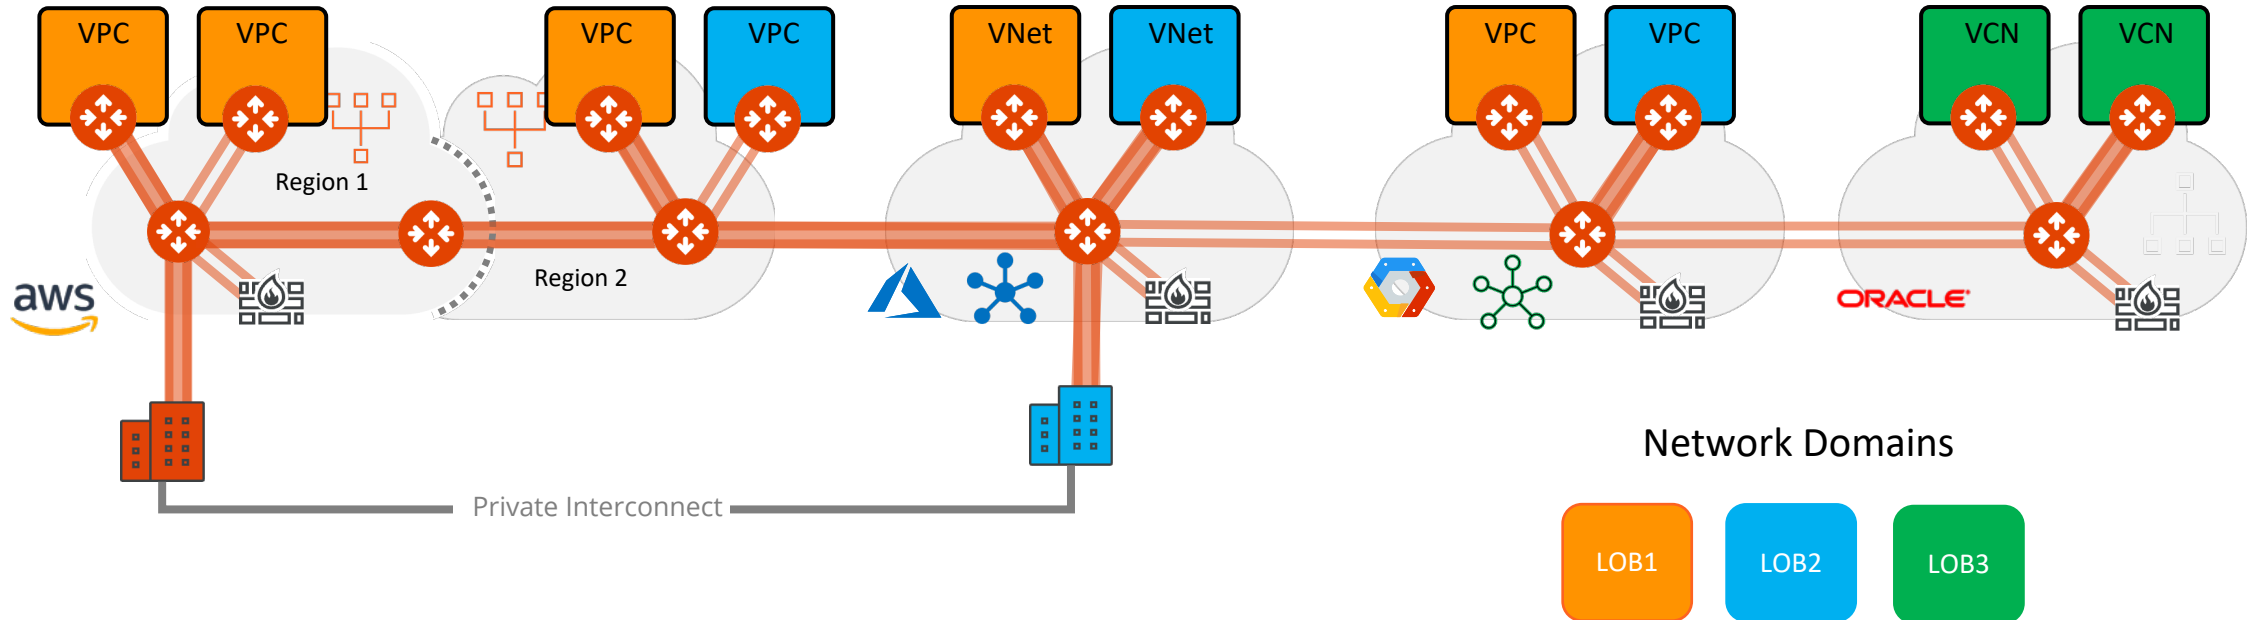 VPC
VPC
VPC
VPC
VNet
VNet
VPC
VPC
VCN
VCN
Region 1
Region 2
aws
ORACLE
Private Interconnect
Network Domains
LOB1
LOB2
LOB3